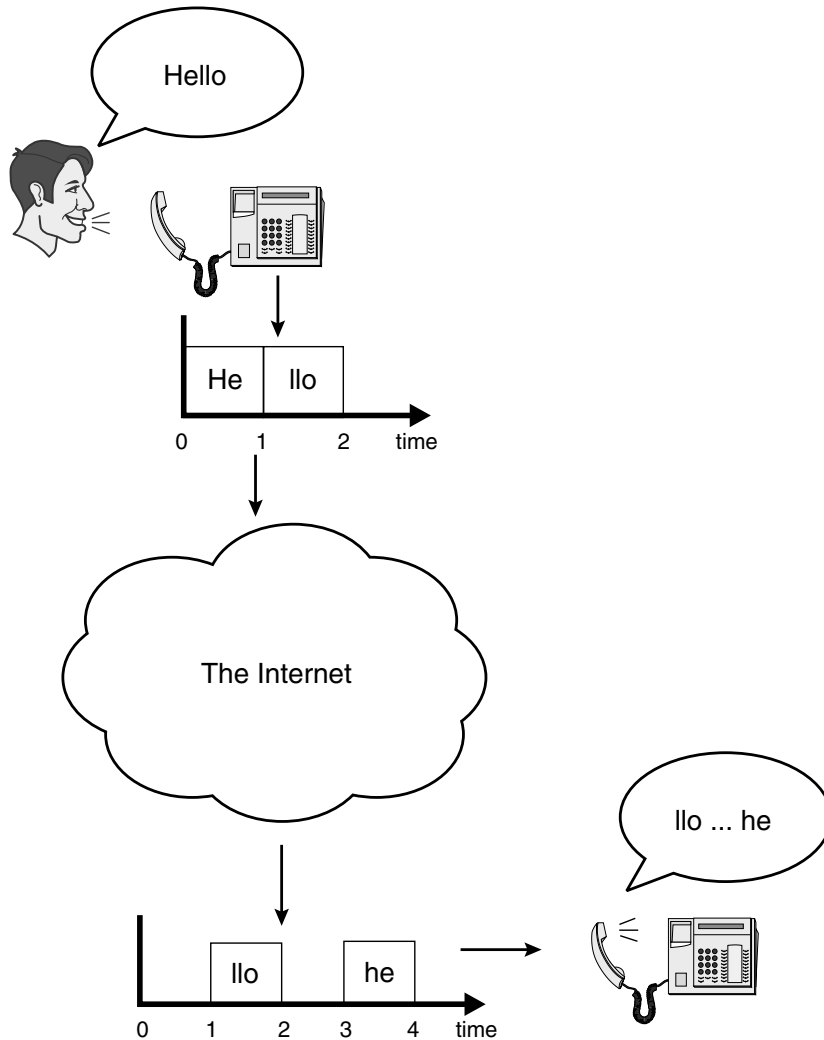 Hello
He llo
0 1 2 time
The Internet
llo ... he
llo he
0 1 2 3 4 time